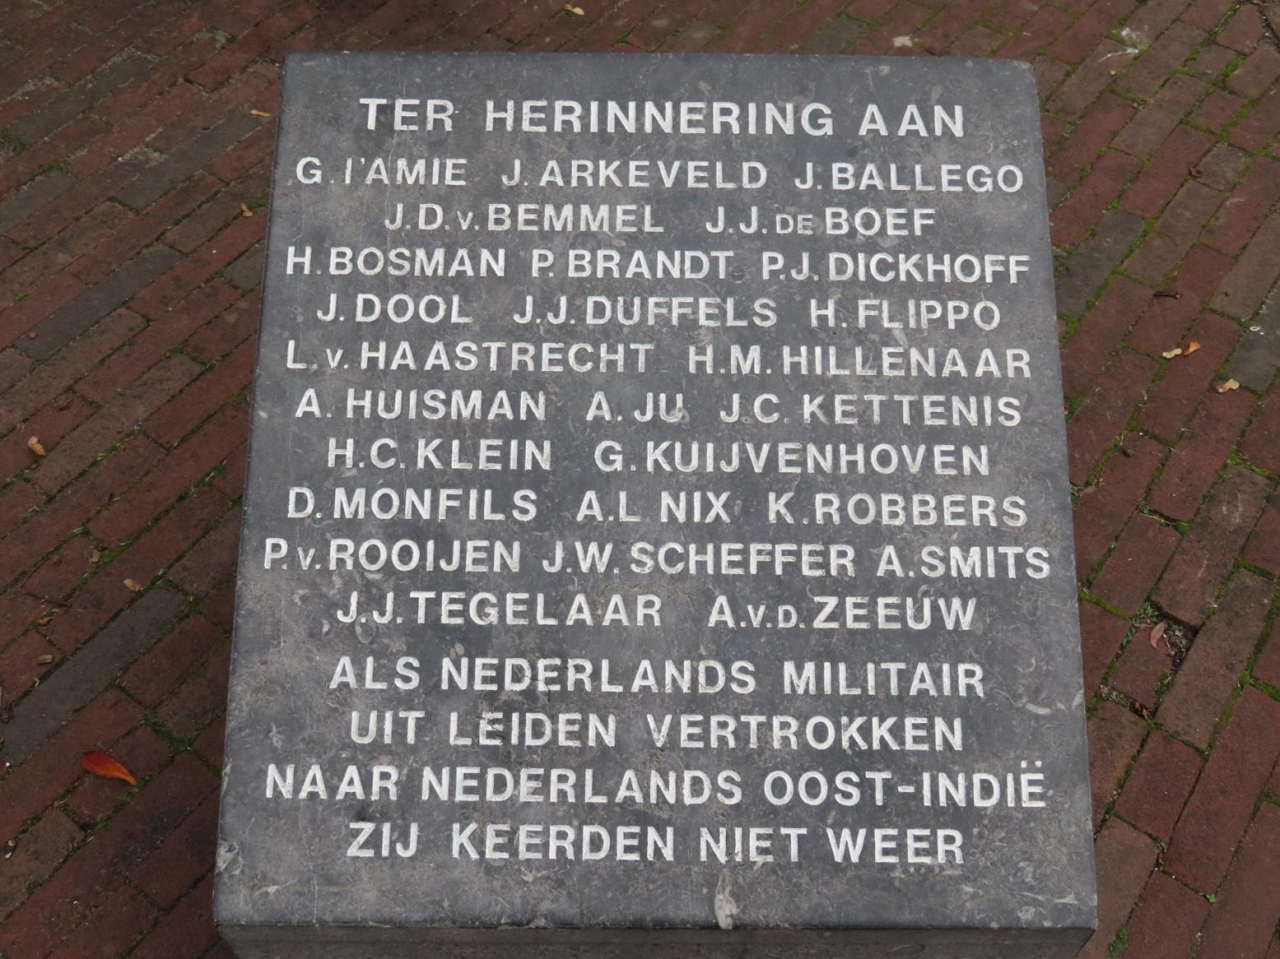 TER HERINNERING AAN
G. I'AMIE J. ARKEVELD J. BALLEGO
J.D. v. BEMMEL J.J. DE BOEF
H. BOSMAN P. BRANDT P.J. DICKHOFF
J. DOOL J.J. DUFFELS H. FLIPPO
L. v. HAASTRECHT H.M. HILLENAAR
A. HUISMAN A. JU J.C. KETTENIS
H.C. KLEIN G. KUIJVENHOVEN
D. MONFILS A.L NIX K. ROBBERS
P. v. ROOIJEN J.W. SCHEFFER A. SMITS
J.J. TEGELAAR A.v.d. ZEEUW
ALS NEDERLANDS MILITAIR
UIT LEIDEN VERTROKKEN
NAAR NEDERLANDS OOST-INDIË
ZIJ KEERDEN NIET WEER